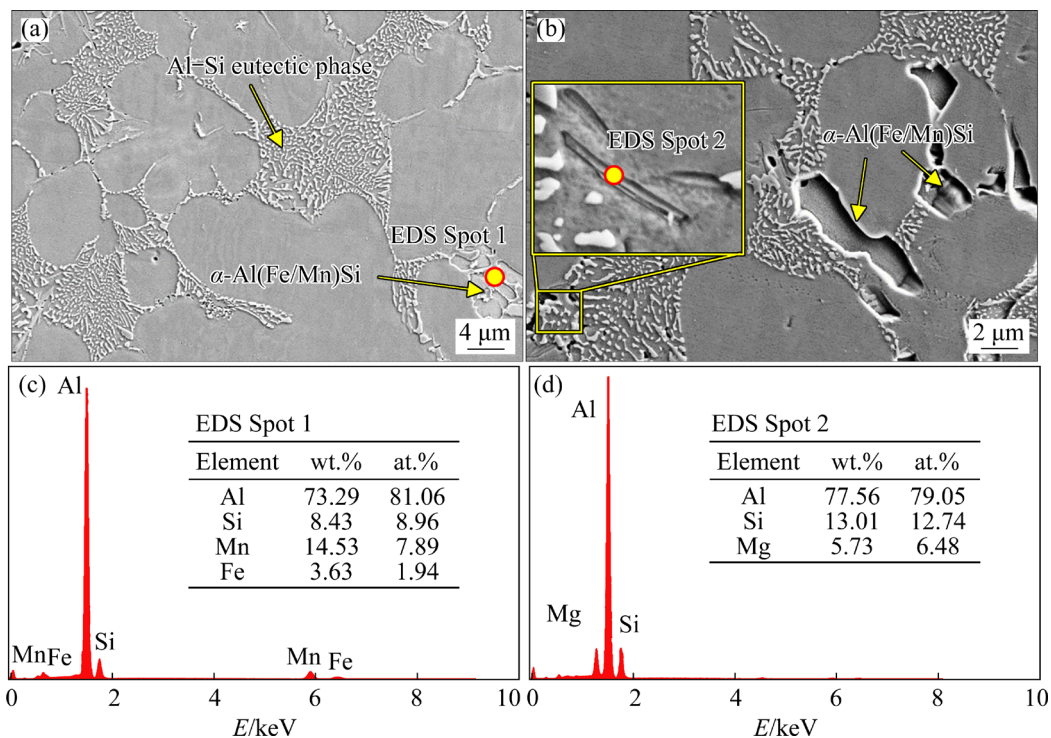 (a)
Al-Si eutectic phase
EDS Spot 1
α-Al(Fe/Mn)Si
4 μm
(b)
EDS Spot 2
α-Al(Fe/Mn)Si
2 μm
(c)
Al
EDS Spot 1
Element wt.% at.%
Al 73.29 81.06
Si 8.43 8.96
Mn 14.53 7.89
Fe 3.63 1.94
Mn Fe Si Mn Fe
0 2 4 6 8 10
E/keV
(d)
Al
EDS Spot 2
Element wt.% at.%
Al 77.56 79.05
Si 13.01 12.74
Mg 5.73 6.48
Mg Si
0 2 4 6 8 10
E/keV